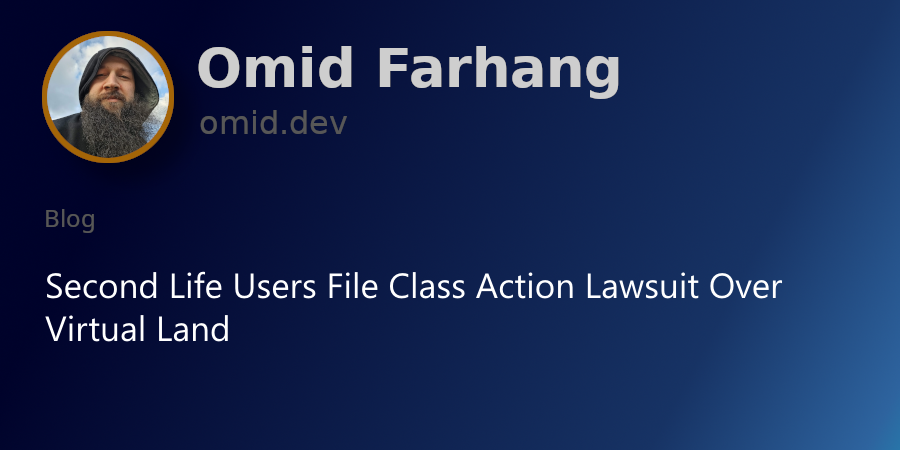 Omid Farhang
omid.dev
Blog
Second Life Users File Class Action Lawsuit Over
Virtual Land